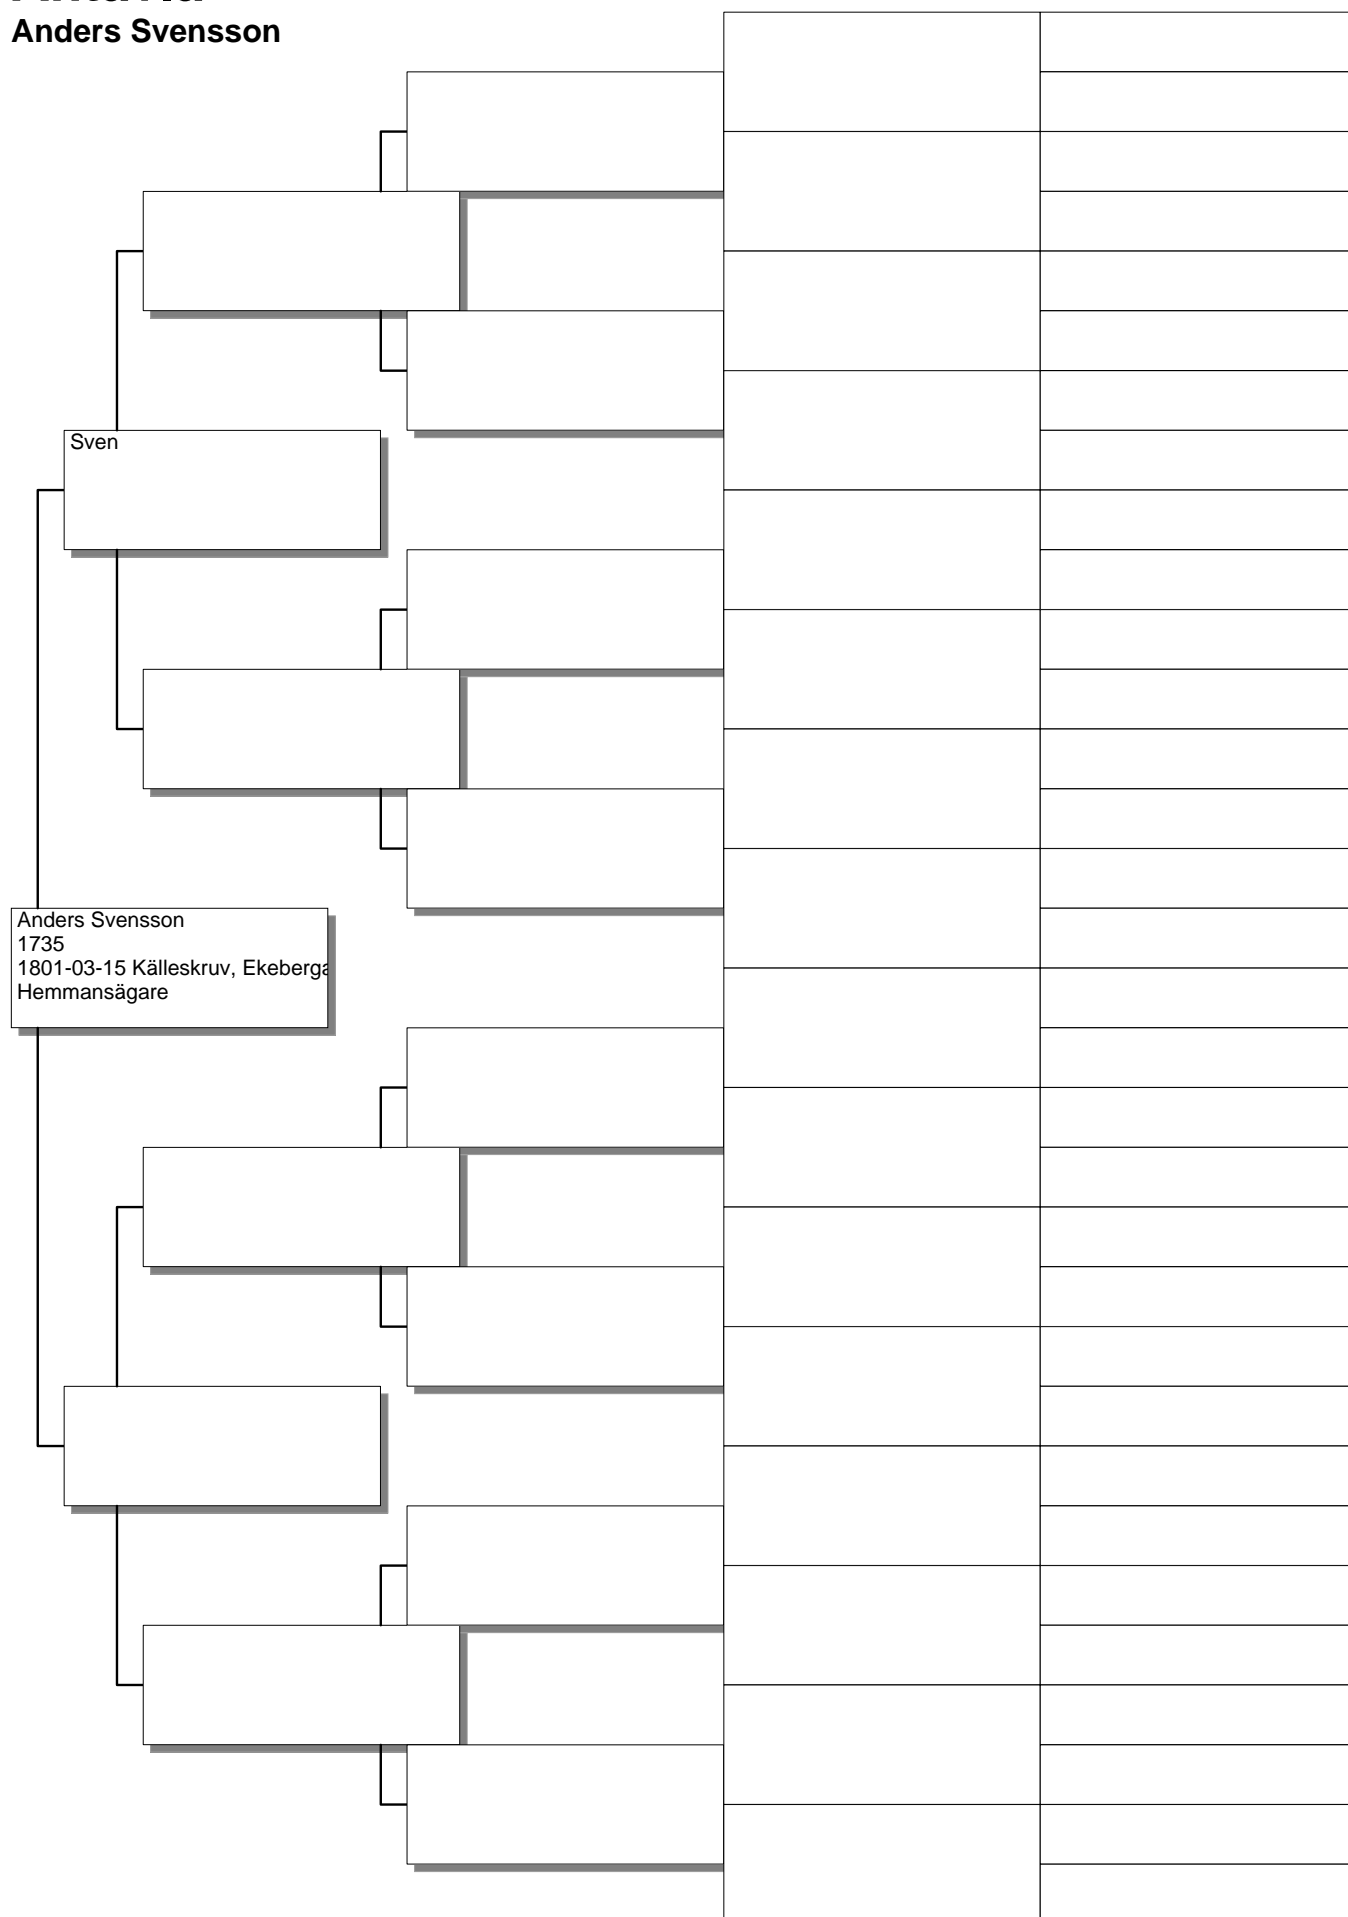 Anders Svensson
Sven
Anders Svensson
1735
1801-03-15 Källeskruv, Ekeberga
Hemmansägare